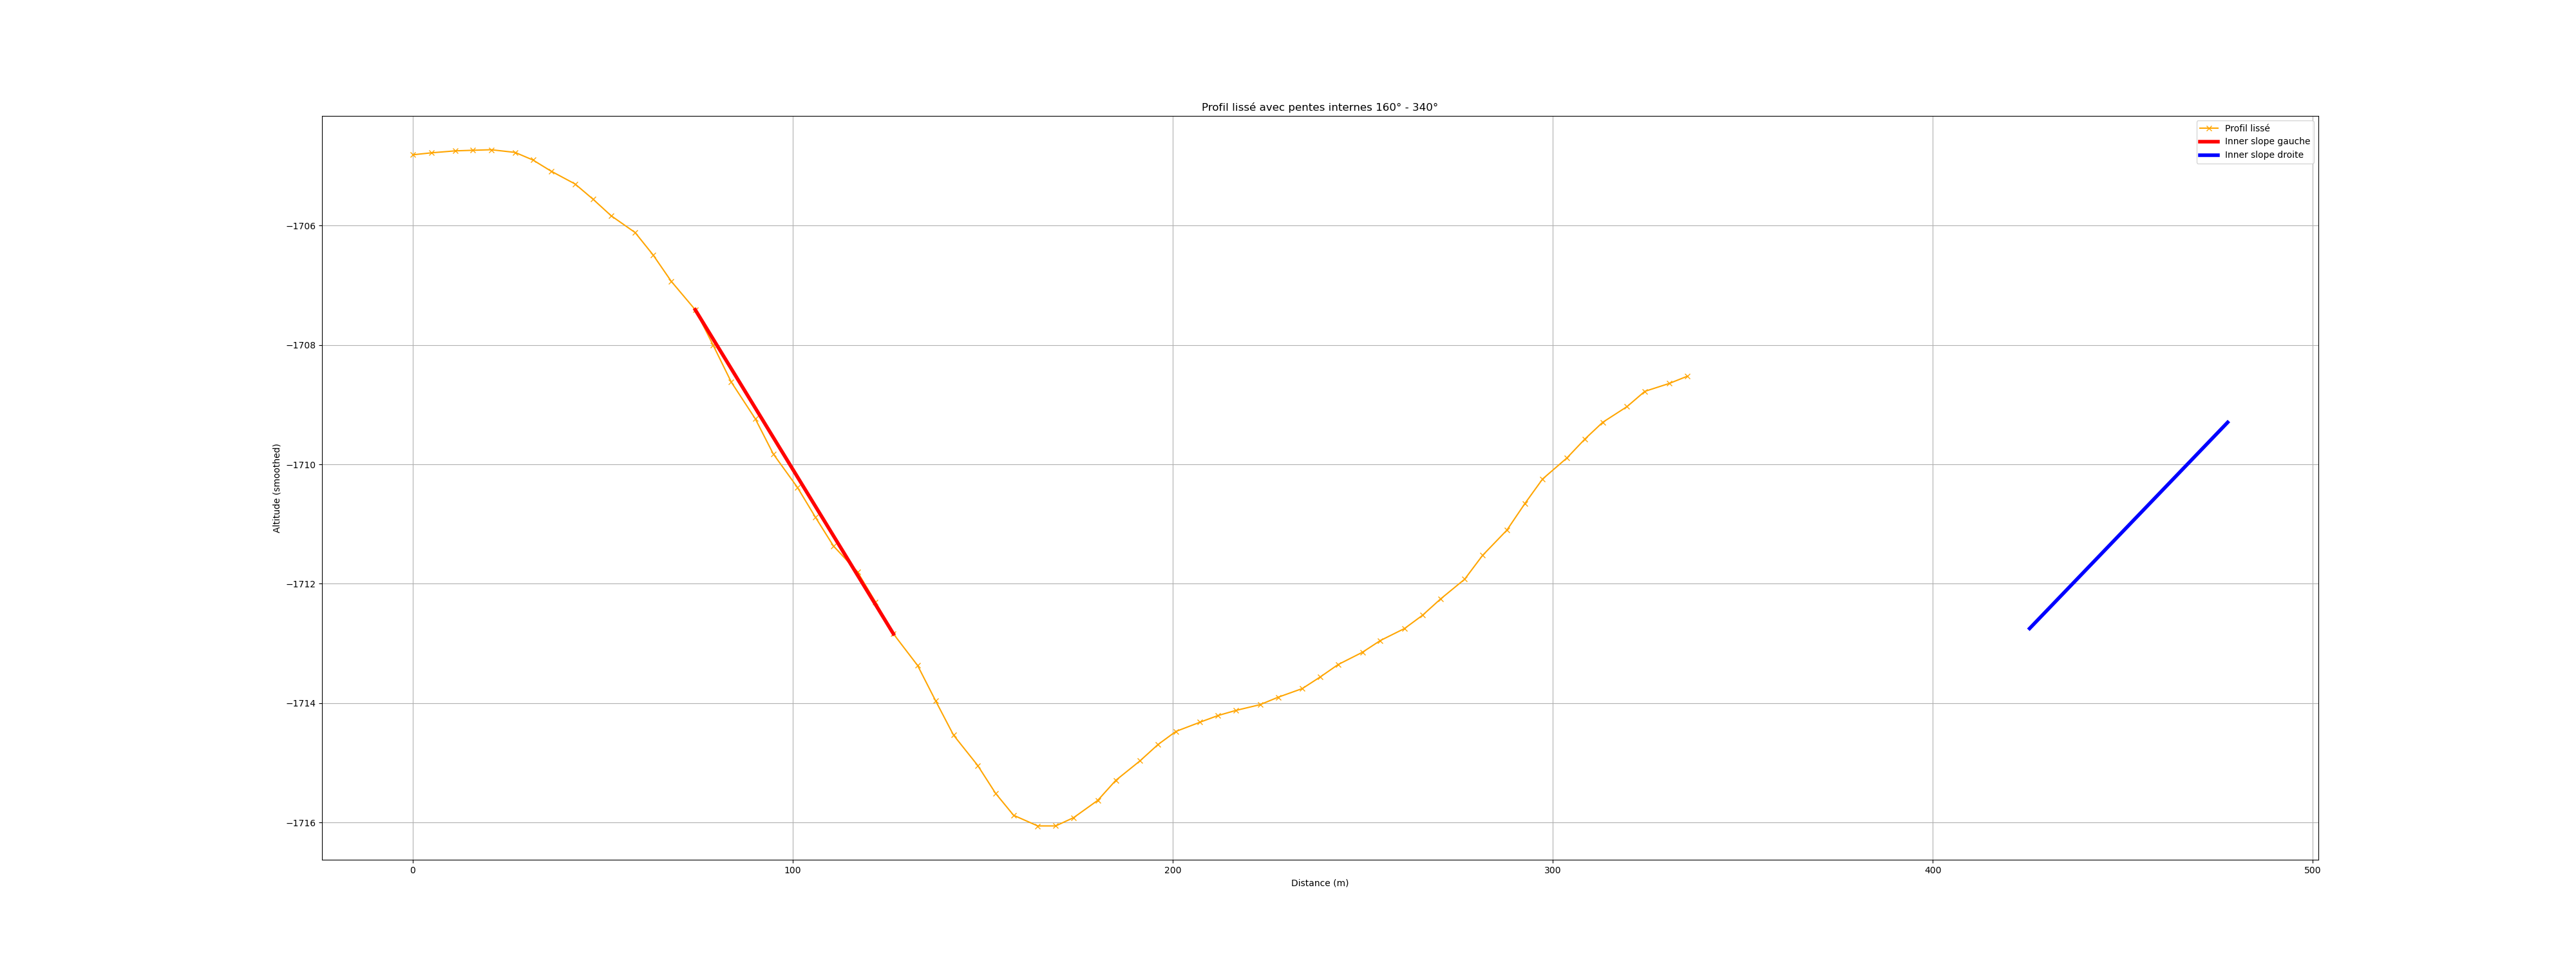 Profil lissé avec pentes internes 160° - 340°
Profil lissé
Inner slope gauche
Inner slope droite
Altitude (smoothed)
−1706
−1708
−1710
−1712
−1714
−1716
0 100 200 300 400 500
Distance (m)